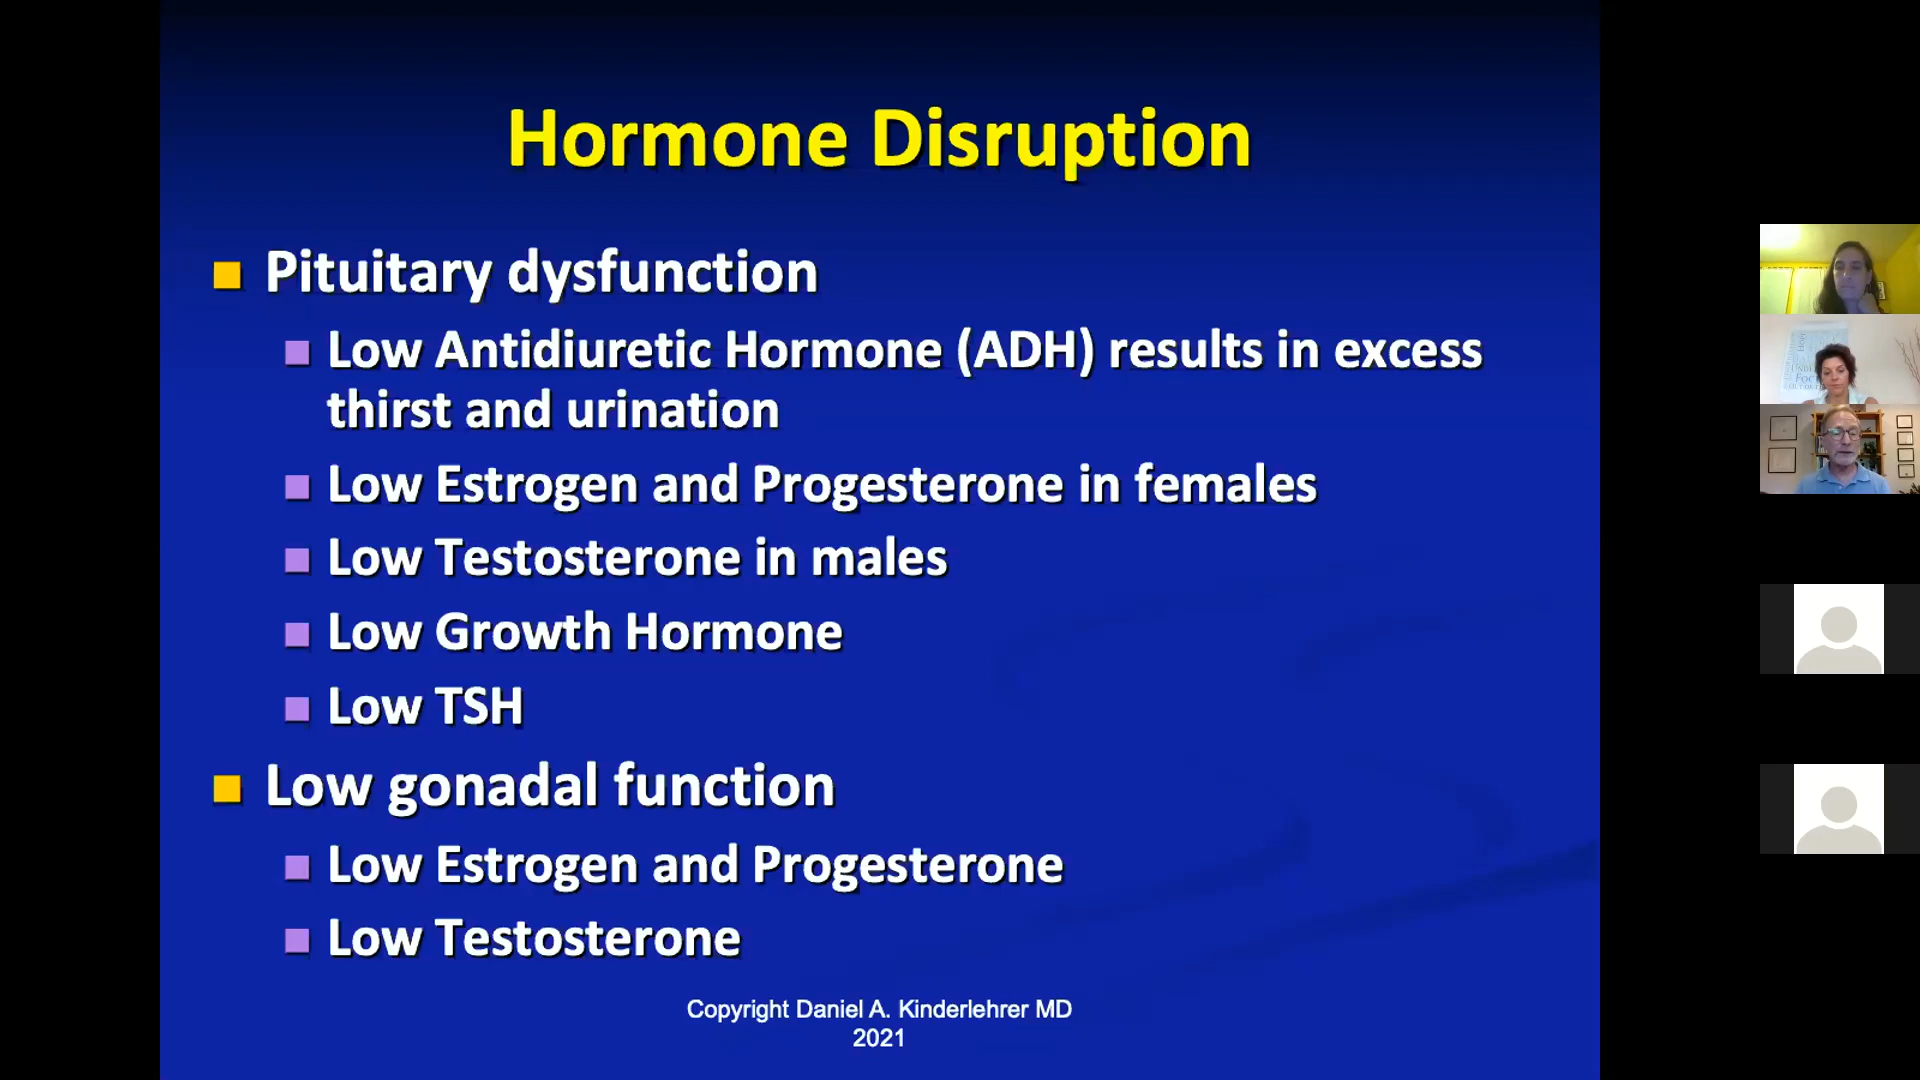 Hormone Disruption
Pituitary dysfunction
Low Antidiuretic Hormone (ADH) results in excess
thirst and urination
Low Estrogen and Progesterone in females
Low Testosterone in males
Low Growth Hormone
Low TSH
Low gonadal function
Low Estrogen and Progesterone
Low Testosterone
Copyright Daniel A. Kinderlehrer MD
2021